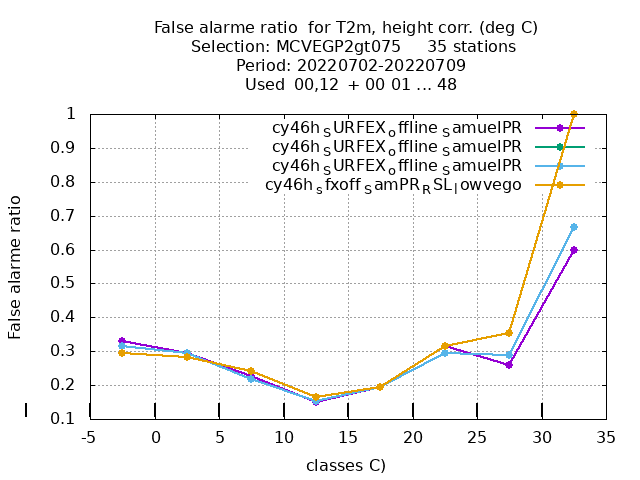 False alarme ratio  for T2m, height corr. (deg C)
Selection: MCVEGP2gt075     35 stations
Period: 20220702-20220709
Used  00,12  + 00 01 ... 48
cy46h_SURFEX_offline_SamuelPR
cy46h_SURFEX_offline_SamuelPR
cy46h_SURFEX_offline_SamuelPR
cy46h_sfxoff_SamPR_RSL_lowvego
False alarme ratio
1
0.9
0.8
0.7
0.6
0.5
0.4
0.3
0.2
0.1
-5 0 5 10 15 20 25 30 35
classes C)